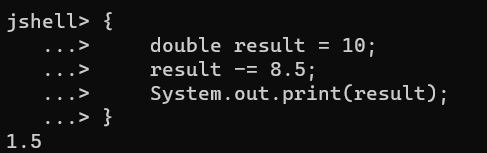 jshell> {
   ...>     double result = 10;
   ...>     result -= 8.5;
   ...>     System.out.print(result);
   ...> }
1.5